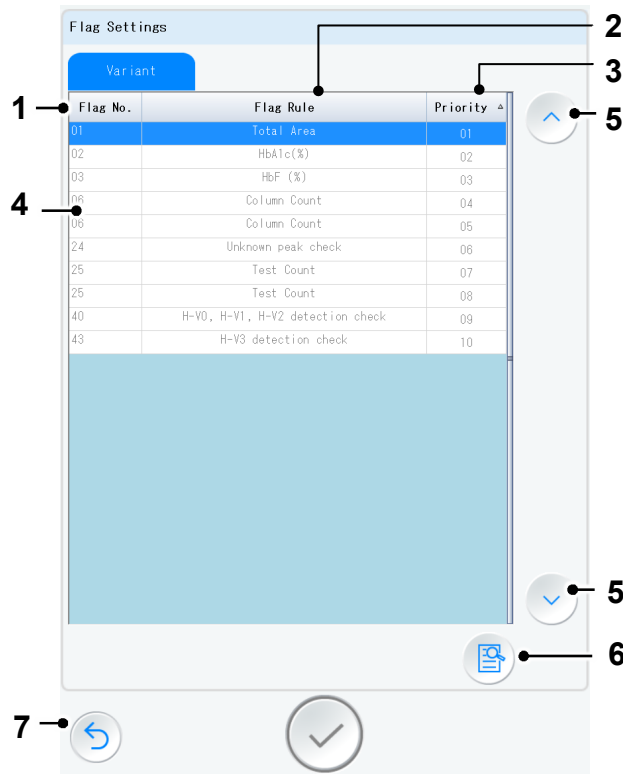 Flag Settings
2
Variant
3
1
Flag No. Flag Rule Priority
5
01 Total Area 01
02 HbA1c(%) 02
03 HbF (%) 03
4
06 Column Count 04
06 Column Count 05
24 Unknown peak check 06
25 Test Count 07
25 Test Count 08
40 H-V0, H-V1, H-V2 detection check 09
43 H-V3 detection check 10
5
6
7